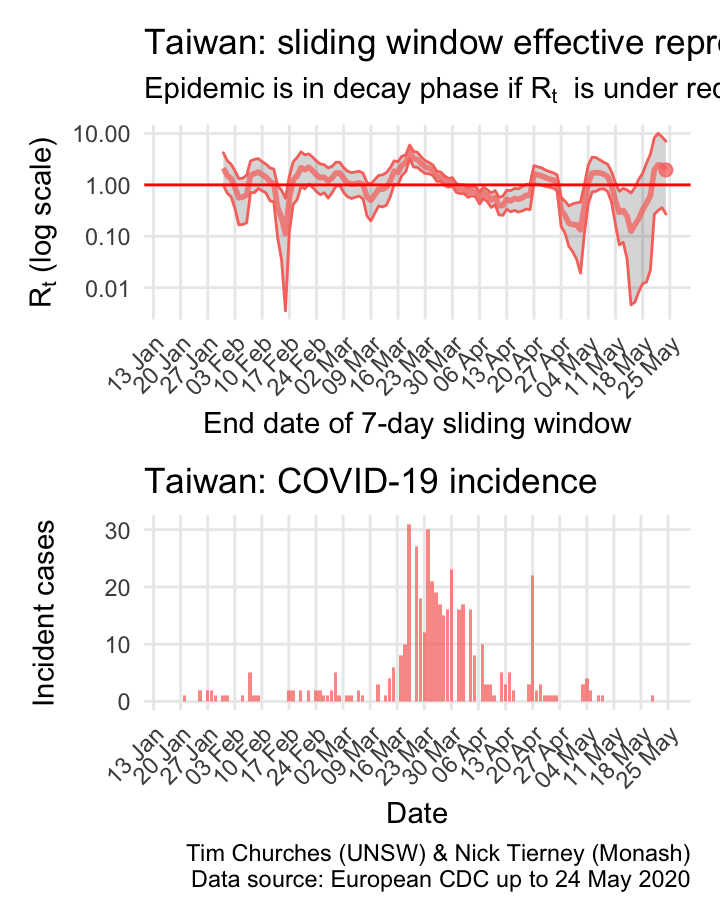 Taiwan: sliding window effective repr
Epidemic is in decay phase if Rt is under red
Rt (log scale)
10.00
1.00
0.10
0.01
13 Jan
20 Jan
27 Jan
03 Feb
10 Feb
17 Feb
24 Feb
02 Mar
09 Mar
16 Mar
23 Mar
30 Mar
06 Apr
13 Apr
20 Apr
27 Apr
04 May
11 May
18 May
25 May
End date of 7-day sliding window
Taiwan: COVID-19 incidence
Incident cases
30
20
10
0
13 Jan
20 Jan
27 Jan
03 Feb
10 Feb
17 Feb
24 Feb
02 Mar
09 Mar
16 Mar
23 Mar
30 Mar
06 Apr
13 Apr
20 Apr
27 Apr
04 May
11 May
18 May
25 May
Date
Tim Churches (UNSW) & Nick Tierney (Monash)
Data source: European CDC up to 24 May 2020